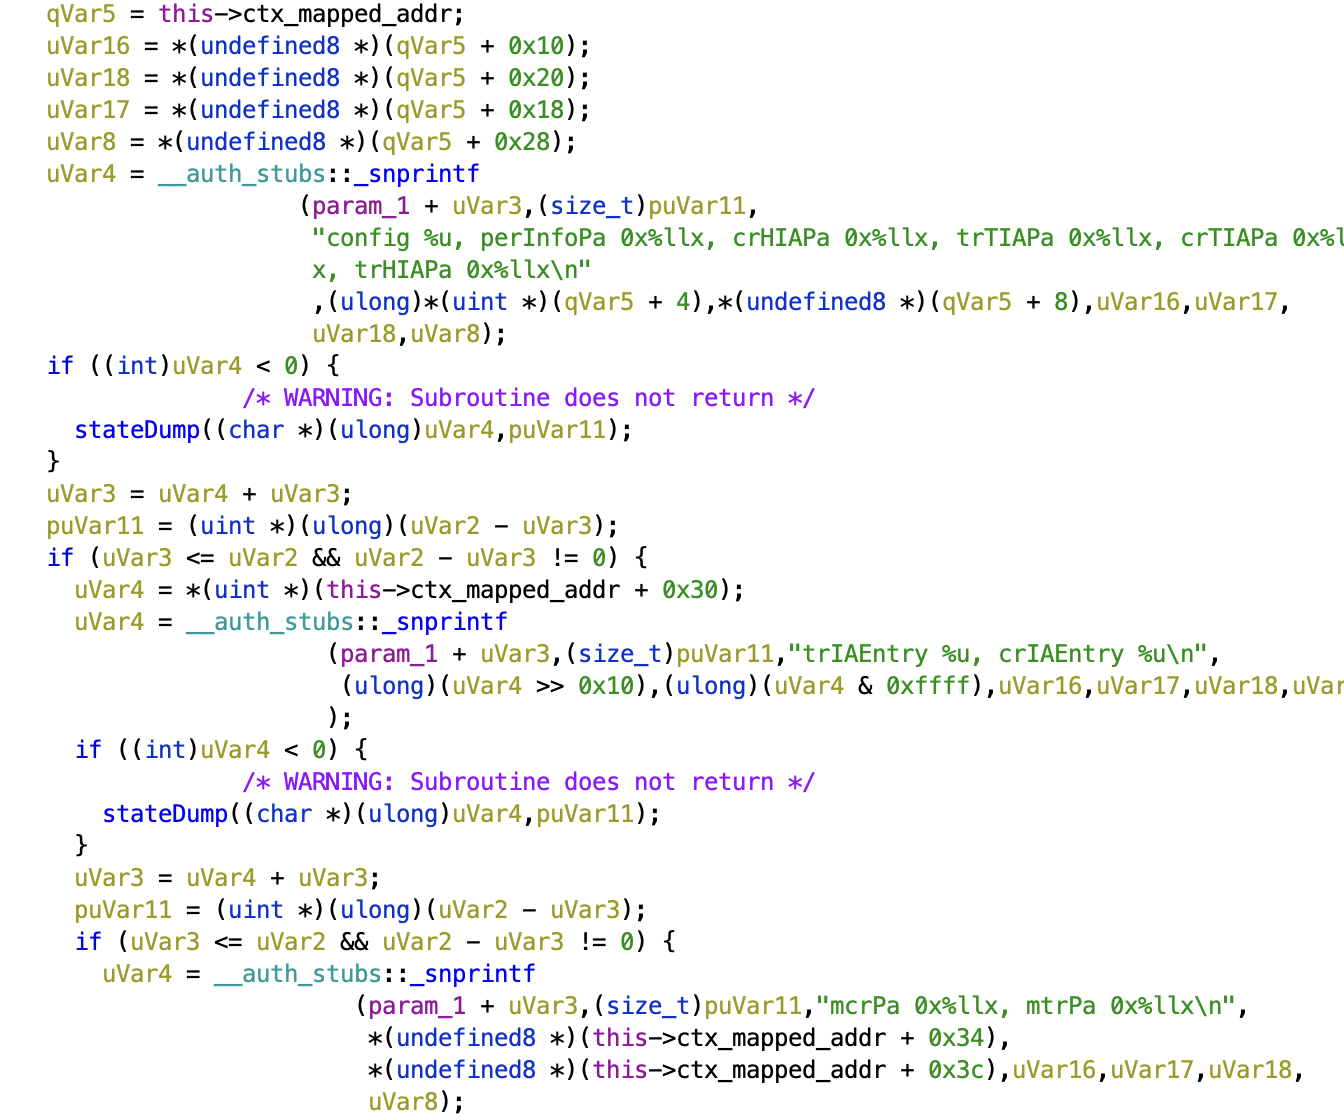 qVar5 = this->ctx_mapped_addr;
uVar16 = *(undefined8 *)(qVar5 + 0x10);
uVar18 = *(undefined8 *)(qVar5 + 0x20);
uVar17 = *(undefined8 *)(qVar5 + 0x18);
uVar8 = *(undefined8 *)(qVar5 + 0x28);
uVar4 = __auth_stubs::_snprintf
(param_1 + uVar3,(size_t)puVar11,
"config %u, perInfoPa 0x%llx, crHIAPa 0x%llx, trTIAPa 0x%llx, crTIAPa 0x%l
x, trHIAPa 0x%llx\n"
,(ulong)*(uint *)(qVar5 + 4),*(undefined8 *)(qVar5 + 8),uVar16,uVar17,
uVar18,uVar8);
if ((int)uVar4 < 0) {
/* WARNING: Subroutine does not return */
stateDump((char *)(ulong)uVar4,puVar11);
}
uVar3 = uVar4 + uVar3;
puVar11 = (uint *)(ulong)(uVar2 - uVar3);
if (uVar3 <= uVar2 && uVar2 - uVar3 != 0) {
uVar4 = *(uint *)(this->ctx_mapped_addr + 0x30);
uVar4 = __auth_stubs::_snprintf
(param_1 + uVar3,(size_t)puVar11,"trIAEntry %u, crIAEntry %u\n",
(ulong)(uVar4 >> 0x10),(ulong)(uVar4 & 0xffff),uVar16,uVar17,uVar18,uVar
);
if ((int)uVar4 < 0) {
/* WARNING: Subroutine does not return */
stateDump((char *)(ulong)uVar4,puVar11);
}
uVar3 = uVar4 + uVar3;
puVar11 = (uint *)(ulong)(uVar2 - uVar3);
if (uVar3 <= uVar2 && uVar2 - uVar3 != 0) {
uVar4 = __auth_stubs::_snprintf
(param_1 + uVar3,(size_t)puVar11,"mcrPa 0x%llx, mtrPa 0x%llx\n",
*(undefined8 *)(this->ctx_mapped_addr + 0x34),
*(undefined8 *)(this->ctx_mapped_addr + 0x3c),uVar16,uVar17,uVar18,
uVar8);